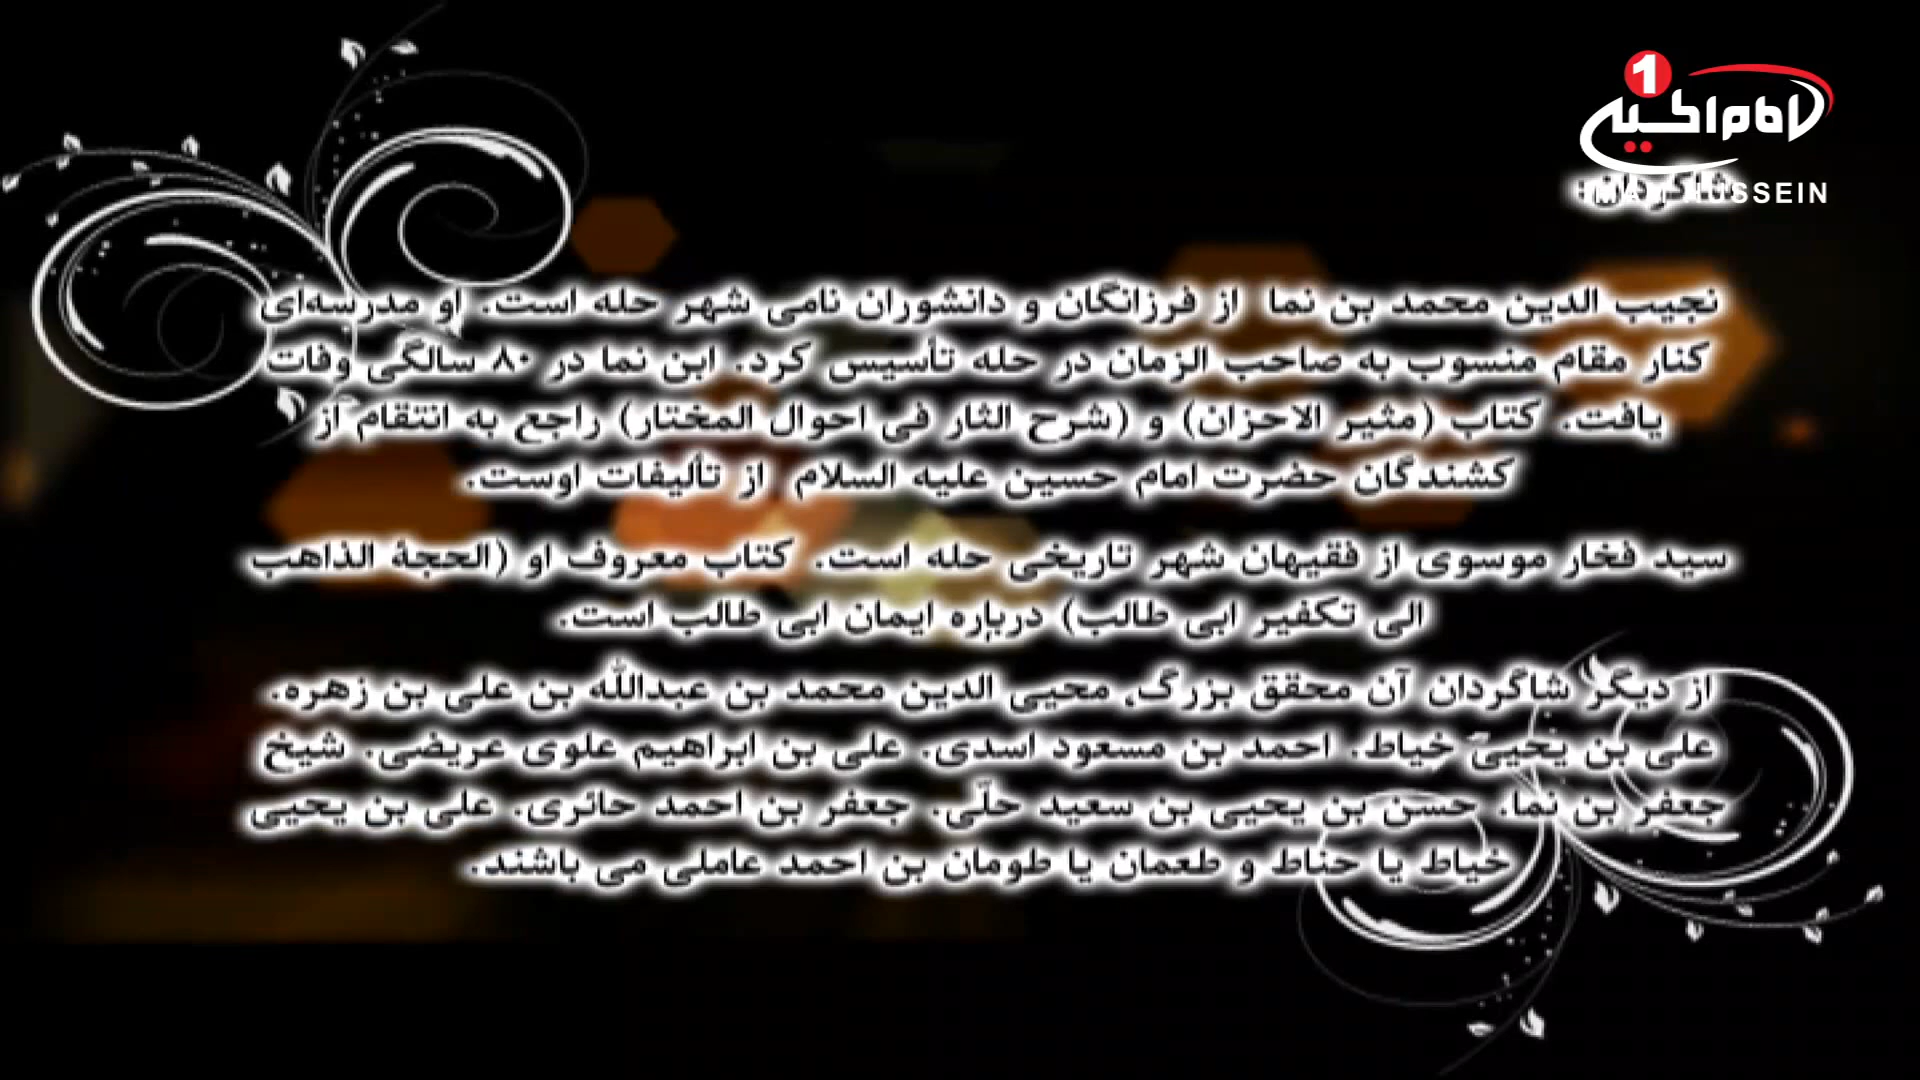 1
امام حسین
IMAM HUSSEIN
شاگردان:
نجیب الدین محمد بن نما از فرزانگان و دانشوران نامی شهر حله است. او مدرسه‌ای
کنار مقام منسوب به صاحب الزمان در حله تأسیس کرد. ابن نما در ۸۰ سالگی وفات
یافت. کتاب (مثیر الاحزان) و (شرح الثار فی احوال المختار) راجع به انتقام از
کشندگان حضرت امام حسین علیه السلام از تألیفات اوست.
سید فخار موسوی از فقیهان شهر تاریخی حله است. کتاب معروف او (الحجة الذاهب
الی تکفیر ابی طالب) درباره ایمان ابی طالب است.
از دیگر شاگردان آن محقق بزرگ، محیی الدین محمد بن عبدالله بن علی بن زهره.
علی بن یحیی خیاط. احمد بن مسعود اسدی. علی بن ابراهیم علوی عریضی. شیخ
جعفر بن نما. حسن بن یحیی بن سعید حلّی. جعفر بن احمد حائری. علی بن یحیی
خیاط یا حناط و طعمان یا طومان بن احمد عاملی می باشند.